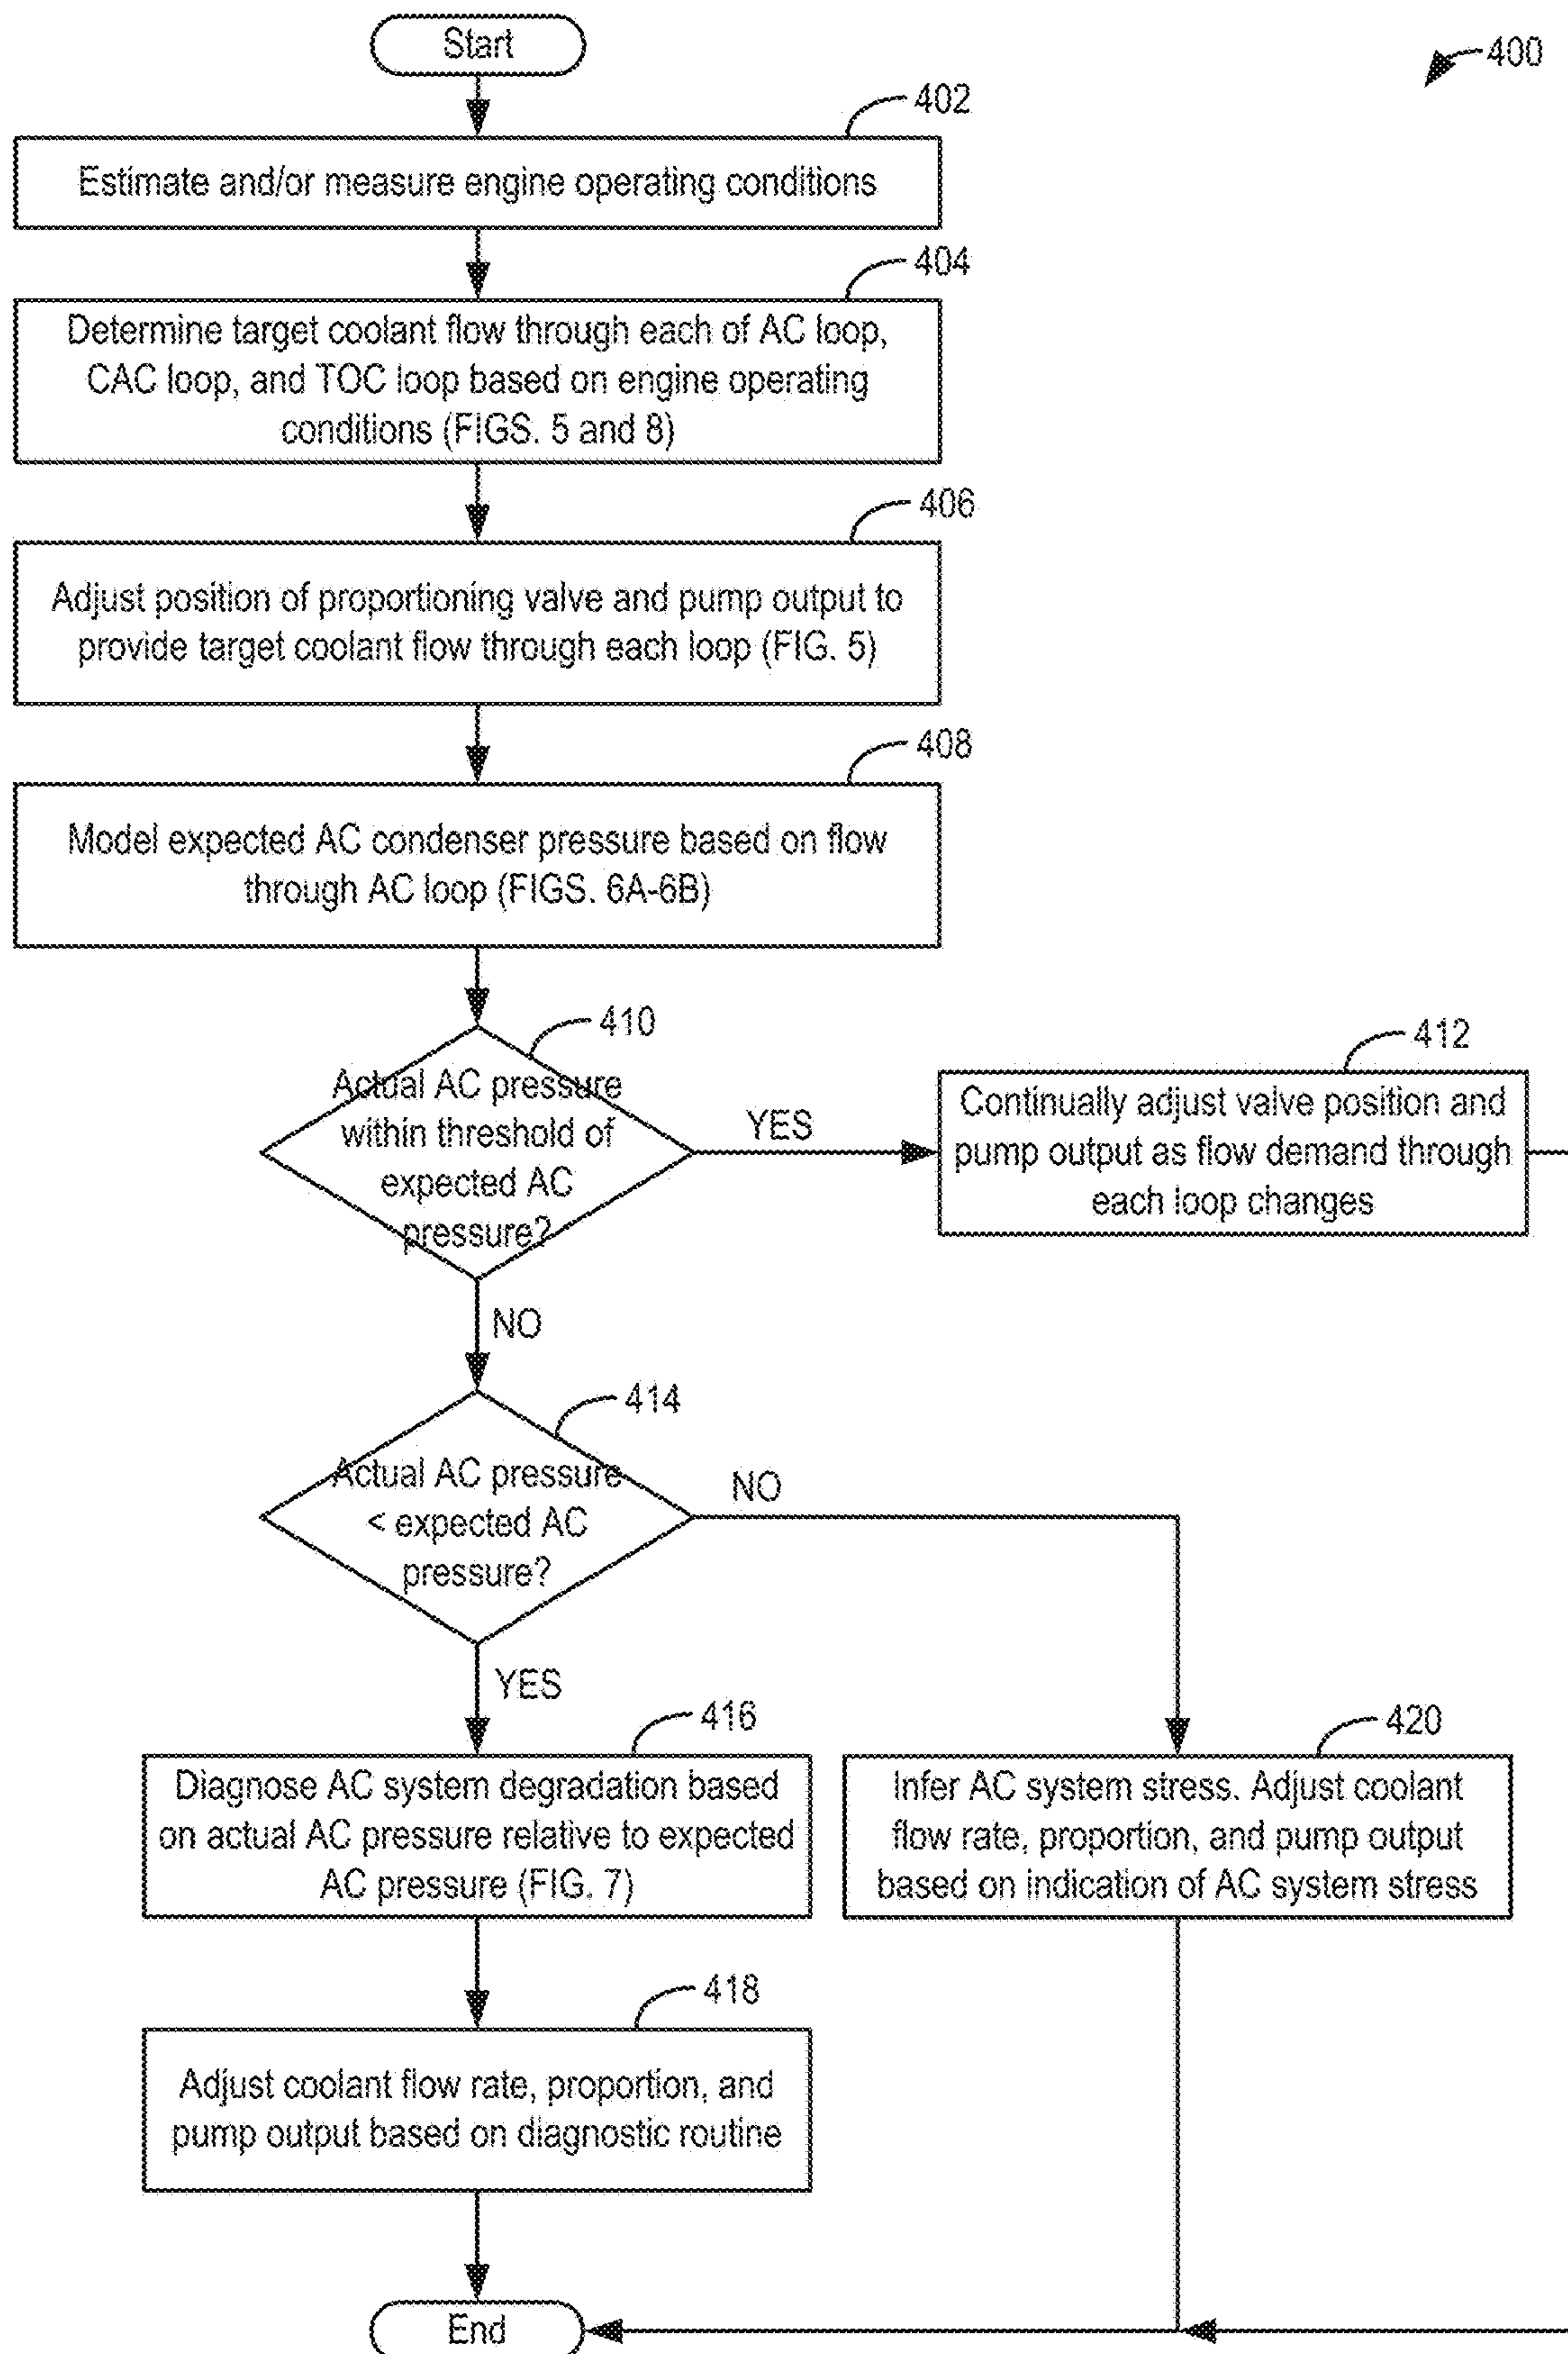 Start
400
402
Estimate and/or measure engine operating conditions
404
Determine target coolant flow through each of AC loop,
CAC loop, and TOC loop based on engine operating
conditions (FIGS. 5 and 8)
406
Adjust position of proportioning valve and pump output to
provide target coolant flow through each loop (FIG. 5)
408
Model expected AC condenser pressure based on flow
through AC loop (FIGS. 6A-6B)
410
Actual AC pressure
within threshold of
expected AC
pressure?
YES
412
Continually adjust valve position and
pump output as flow demand through
each loop changes
NO
414
Actual AC pressure
< expected AC
pressure?
NO
YES
416
Diagnose AC system degradation based
on actual AC pressure relative to expected
AC pressure (FIG. 7)
420
Infer AC system stress. Adjust coolant
flow rate, proportion, and pump output
based on indication of AC system stress
418
Adjust coolant flow rate, proportion, and
pump output based on diagnostic routine
End